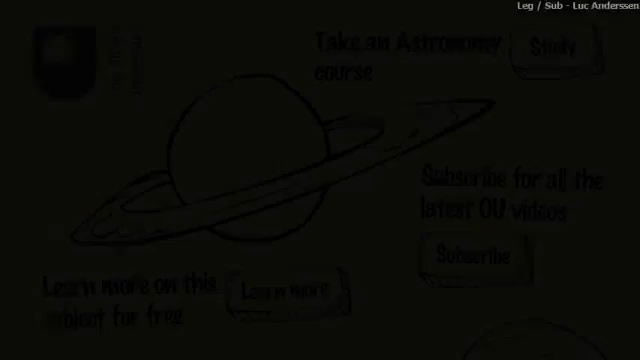 Leg / Sub - Luc Anderssen
Take an Astronomy
course
Study
Subscribe for all the
latest OU videos
Subscribe
Learn more on this
subject for free
Learn more